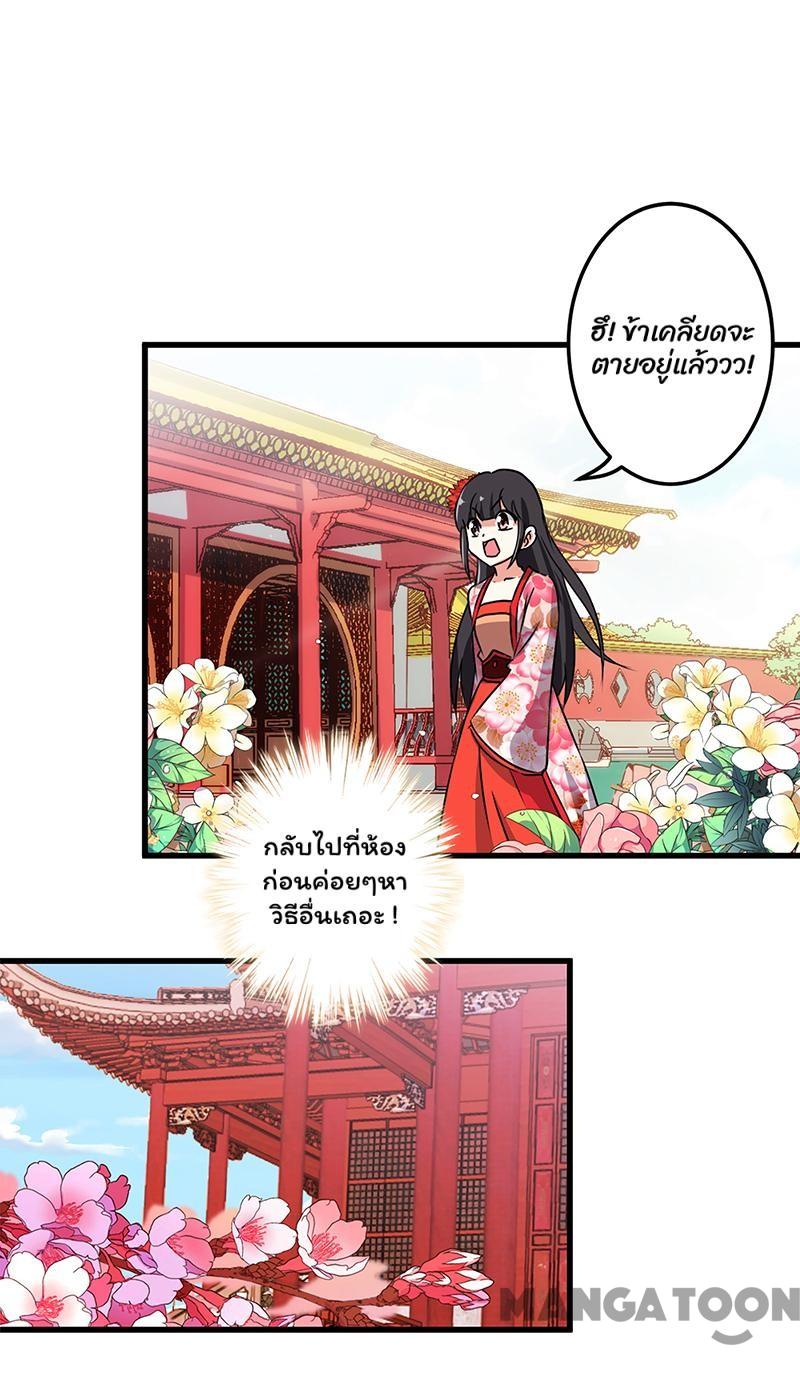 ฮึ! ข้าเคลียดจะ
ตายอยู่แล้ววว!
กลับไปที่ห้อง
ก่อนค่อยๆหา
วิธีอื่นเถอะ !
MANGATOON